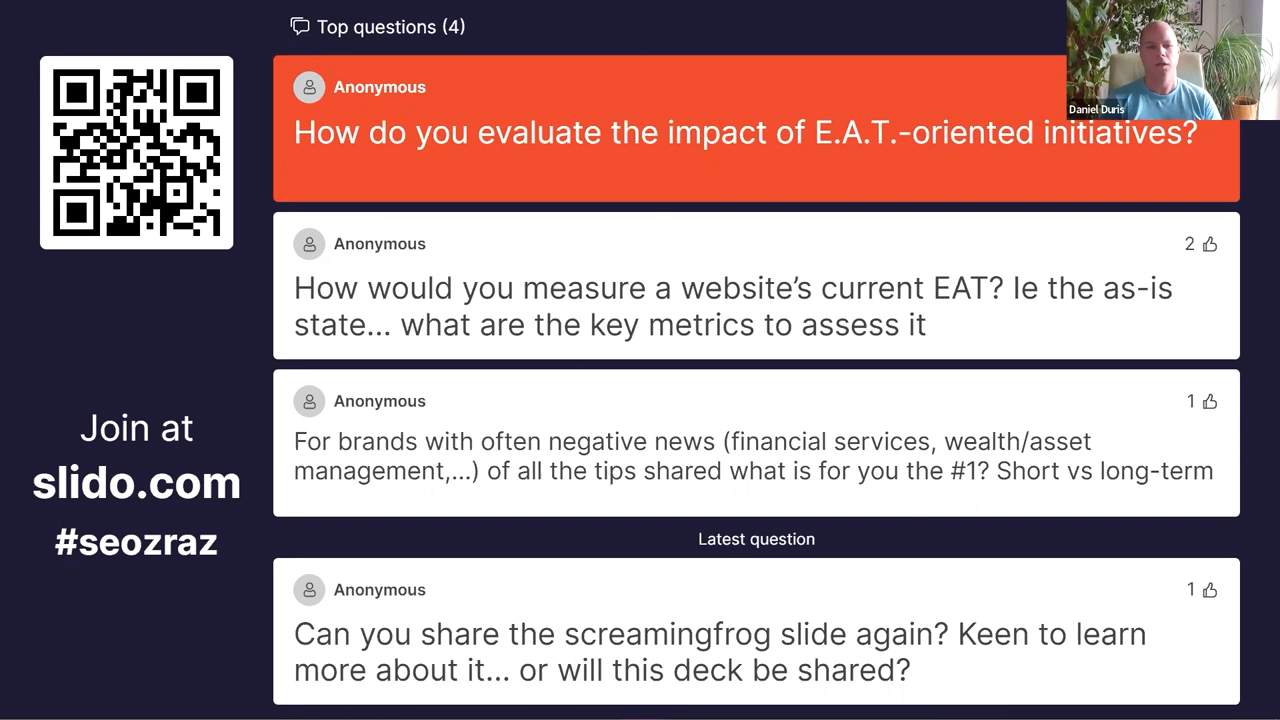 Top questions (4)
Anonymous
Daniel Duris
How do you evaluate the impact of E.A.T.-oriented initiatives?
Anonymous
2
How would you measure a website’s current EAT? Ie the as-is
state... what are the key metrics to assess it
Anonymous
1
For brands with often negative news (financial services, wealth/asset
management,...) of all the tips shared what is for you the #1? Short vs long-term
Latest question
Anonymous
1
Can you share the screamingfrog slide again? Keen to learn
more about it... or will this deck be shared?
Join at
slido.com
#seozraz